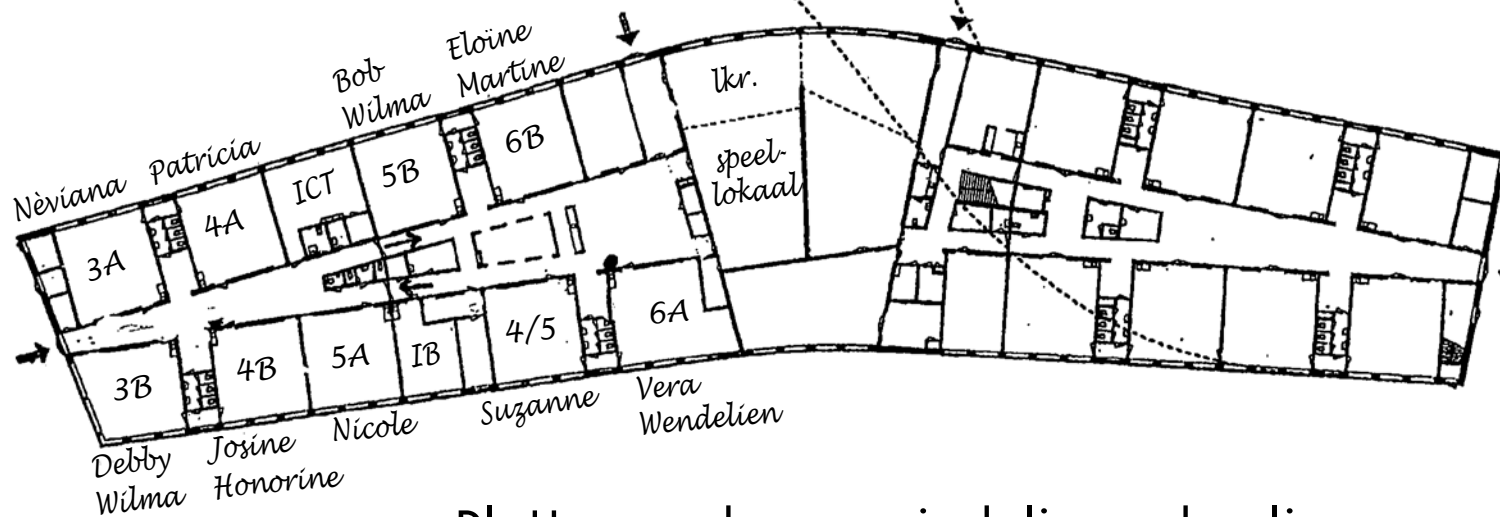 Nèviana
Patricia
Bob
Wilma
Eloïne
Martine
3A
4A
ICT
5B
6B
lkr.
speel-
lokaal
3B
4B
5A
IB
4/5
6A
Debby
Wilma
Josine
Honorine
Nicole
Suzanne
Vera
Wendelien